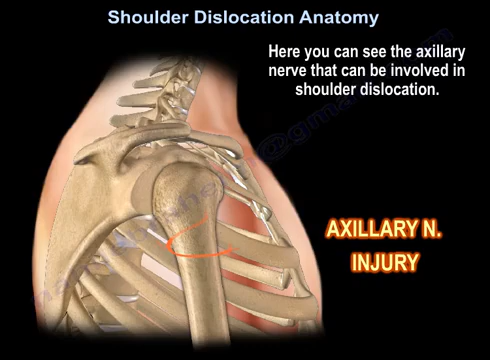 Shoulder Dislocation Anatomy
Here you can see the axillary
nerve that can be involved in
shoulder dislocation.
AXILLARY N.
INJURY